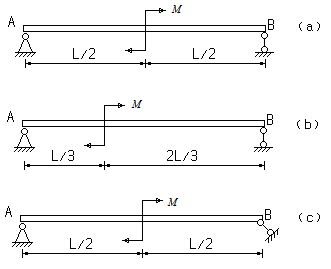 A M B (a)
L/2 L/2
A M B (b)
L/3 2L/3
A M B (c)
L/2 L/2